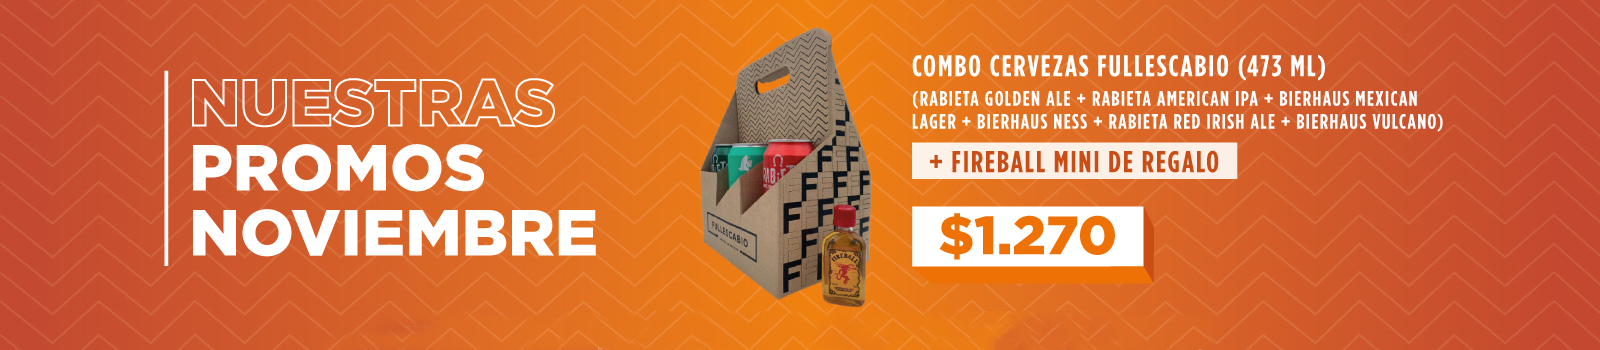 NUESTRAS
PROMOS
NOVIEMBRE
FULLESCABIO
FIREBALL
COMBO CERVEZAS FULLESCABIO (473 ML)
(RABIETA GOLDEN ALE + RABIETA AMERICAN IPA + BIERHAUS MEXICAN
LAGER + BIERHAUS NESS + RABIETA RED IRISH ALE + BIERHAUS VULCANO)
+ FIREBALL MINI DE REGALO
$1.270